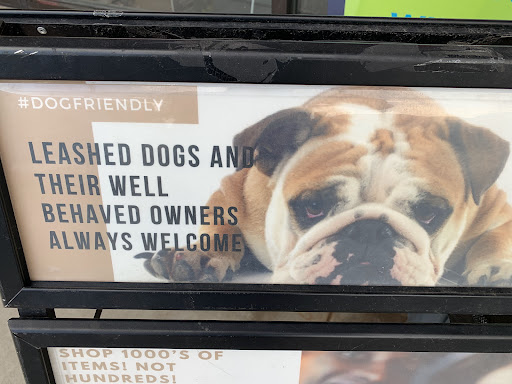 #DOGFRIENDLY
LEASHED DOGS AND
THEIR WELL
BEHAVED OWNERS
ALWAYS WELCOME
SHOP 1000'S OF
ITEMS! NOT
HUNDREDS!